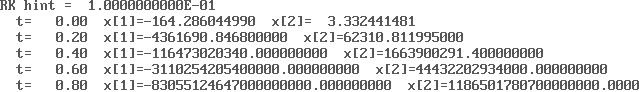 RK hint =  1.0000000000E-01
  t=   0.00  x[1]=-164.286044990  x[2]=  3.332441481
  t=   0.20  x[1]=-4361690.846800000  x[2]=62310.811995000
  t=   0.40  x[1]=-116473020340.000000000  x[2]=1663900291.400000000
  t=   0.60  x[1]=-3110254205400000.000000000  x[2]=44432202934000.000000000
  t=   0.80  x[1]=-83055124647000000000.000000000  x[2]=1186501780700000000.0000